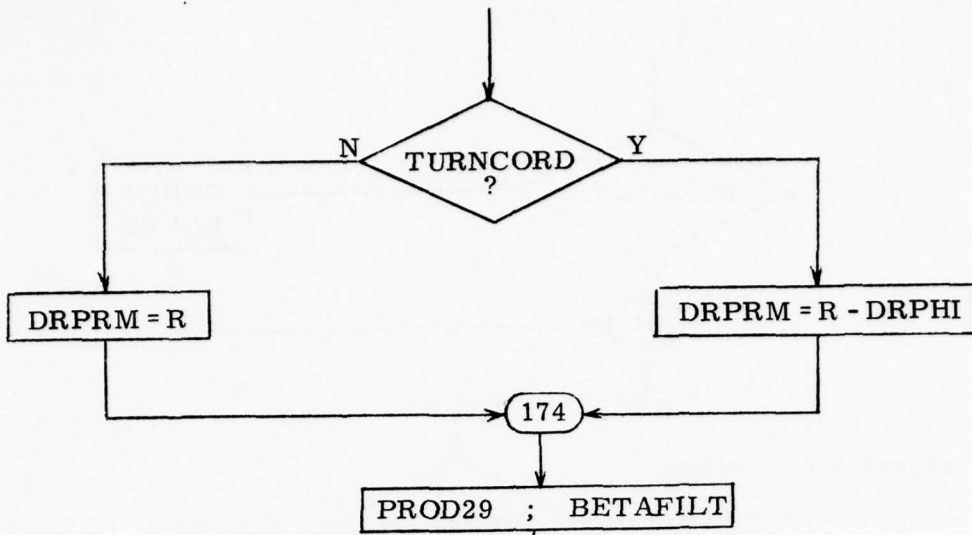 N
TURNCORD
?
Y
DRPRM = R
DRPRM = R - DRPHI
174
PROD29 ; BETAFILT